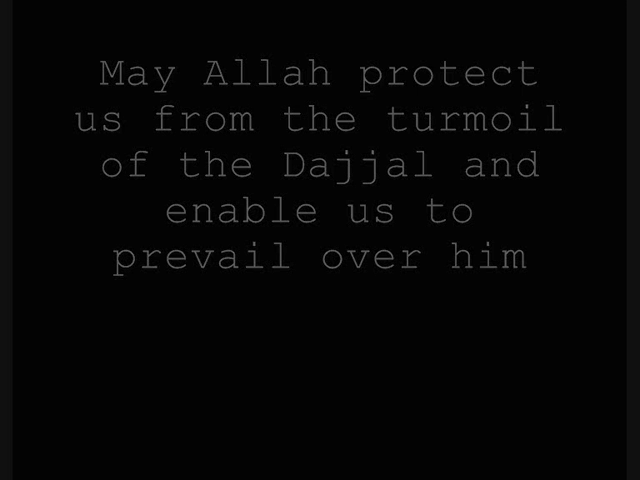 May Allah protect
us from the turmoil
of the Dajjal and
enable us to
prevail over him